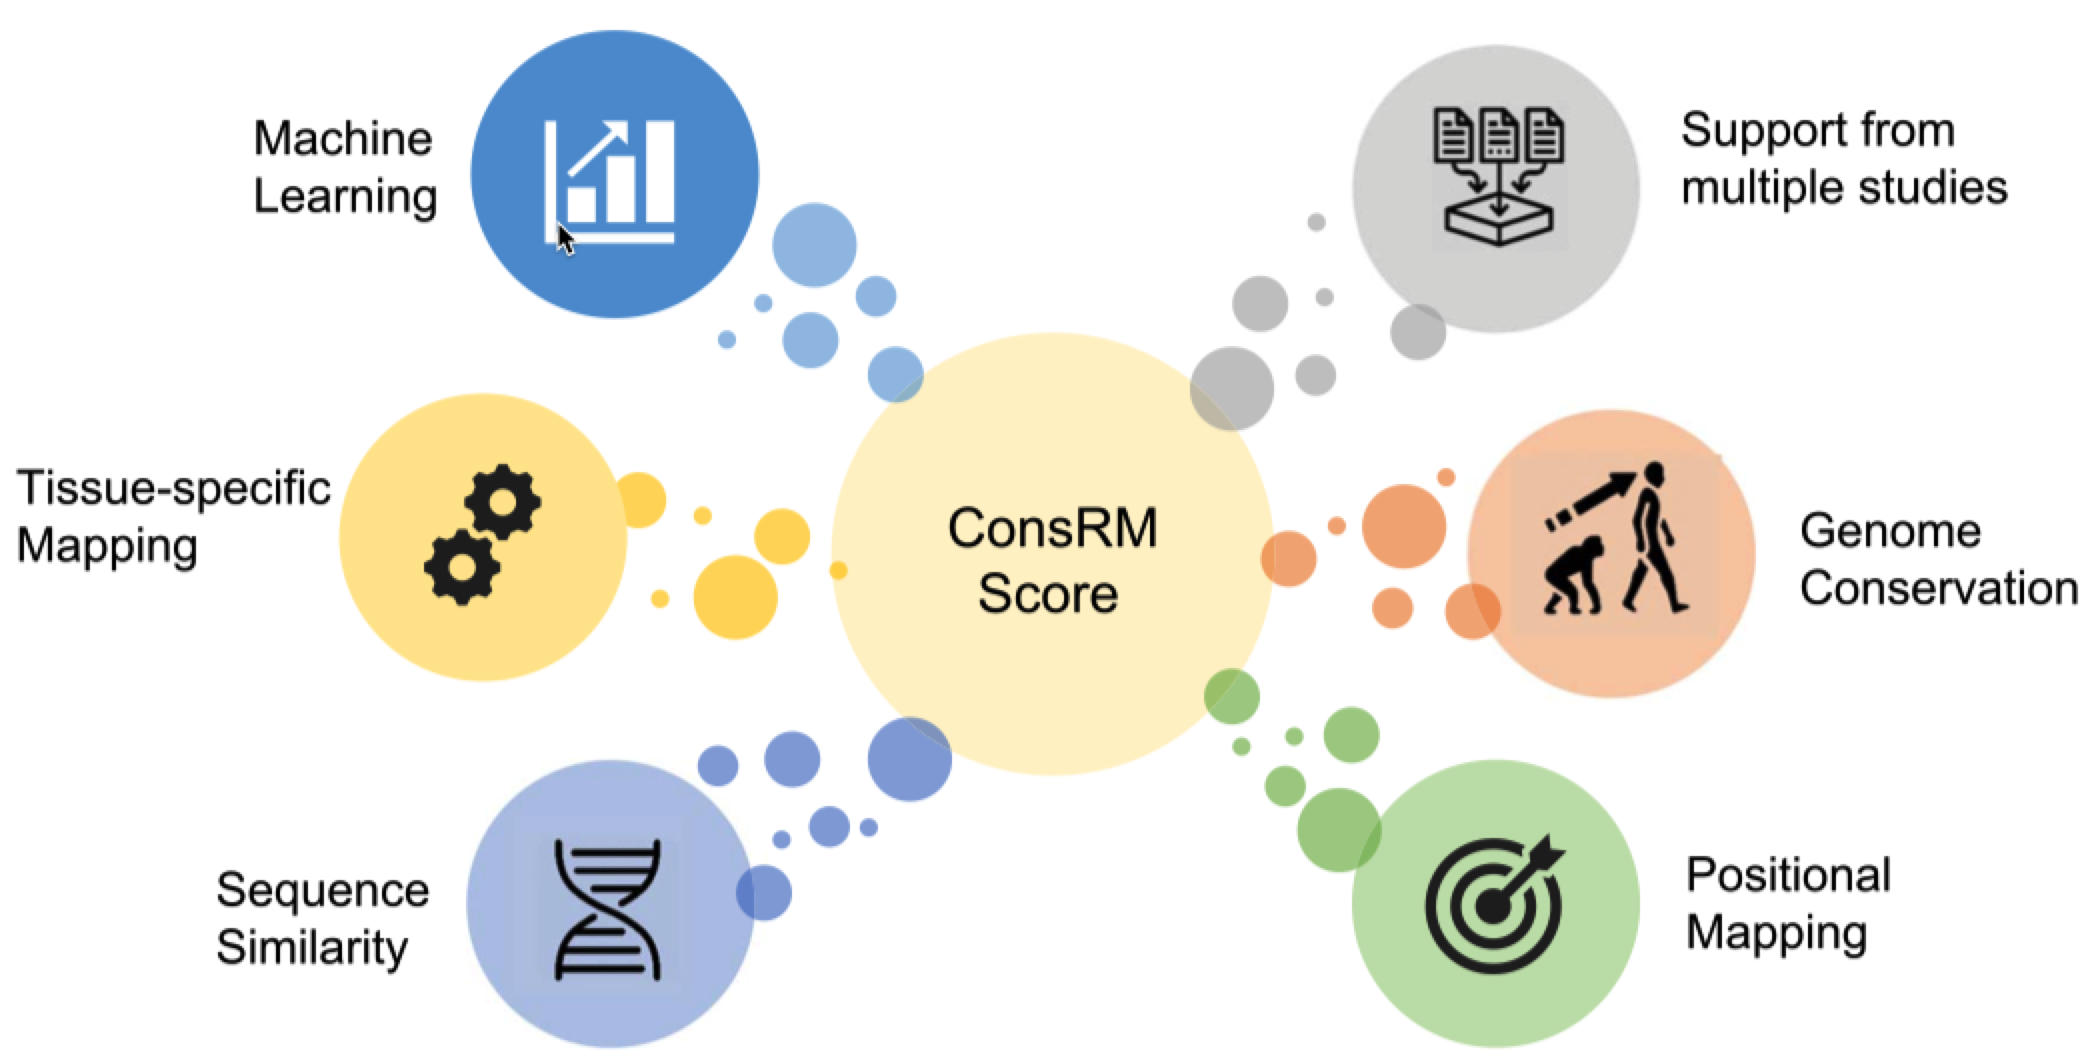 Machine
Learning
Support from
multiple studies
Tissue-specific
Mapping
ConsRM
Score
Genome
Conservation
Sequence
Similarity
Positional
Mapping